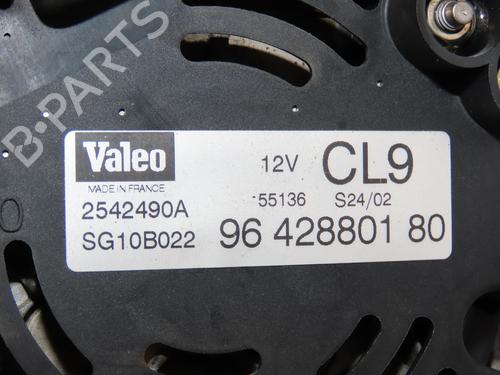 B-PARTS
Valeo
12V
CL9
MADE IN FRANCE
55136
S24/02
2542490A
SG10B022
96 428801 80